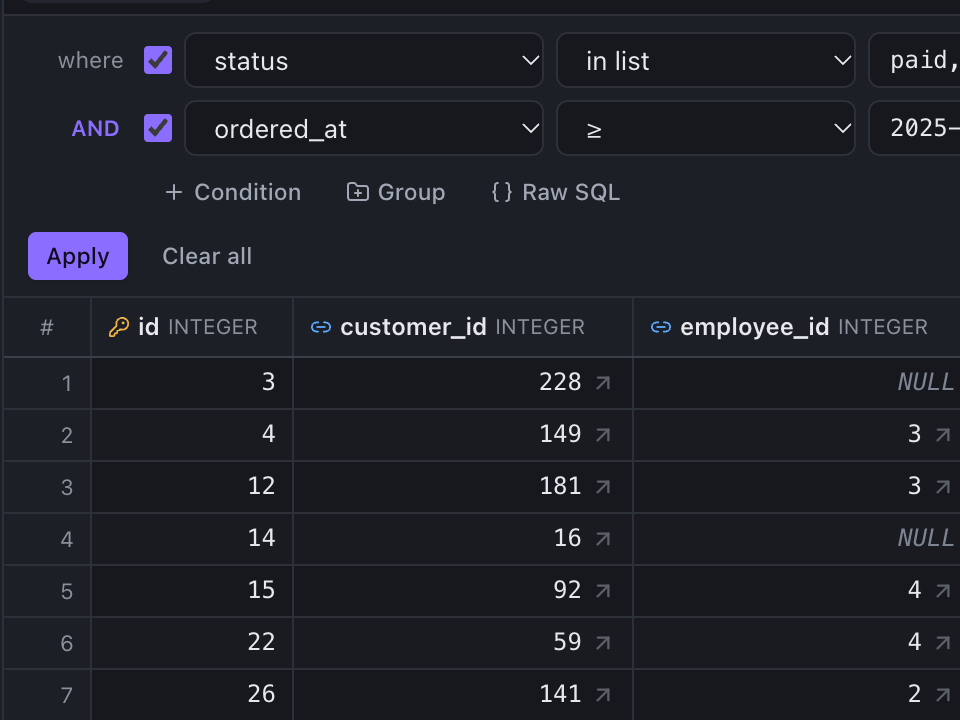 where status in list paid,
AND ordered_at ≥ 2025-
+ Condition Group {} Raw SQL
Apply Clear all
# id INTEGER customer_id INTEGER employee_id INTEGER
1 3 228 NULL
2 4 149 3
3 12 181 3
4 14 16 NULL
5 15 92 4
6 22 59 4
7 26 141 2